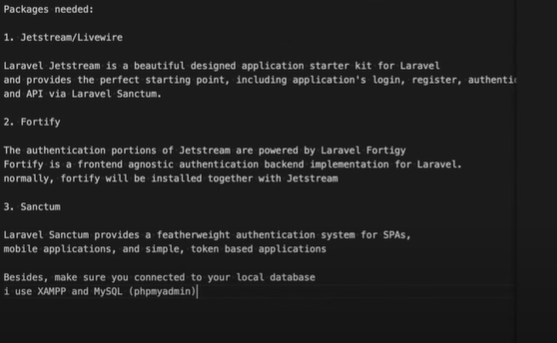 Packages needed:
1. Jetstream/Livewire
Laravel Jetstream is a beautiful designed application starter kit for Laravel
and provides the perfect starting point, including application's login, register,
and API via Laravel Sanctum.
2. Fortify
The authentication portions of Jetstream are powered by Laravel Fortigy
Fortify is a frontend agnostic authentication backend implementation for Laravel.
normally, fortify will be installed together with Jetstream
3. Sanctum
Laravel Sanctum provides a featherweight authentication system for SPAs,
mobile applications, and simple, token based applications
Besides, make sure you connected to your local database
i use XAMPP and MySQL (phpmyadmin)